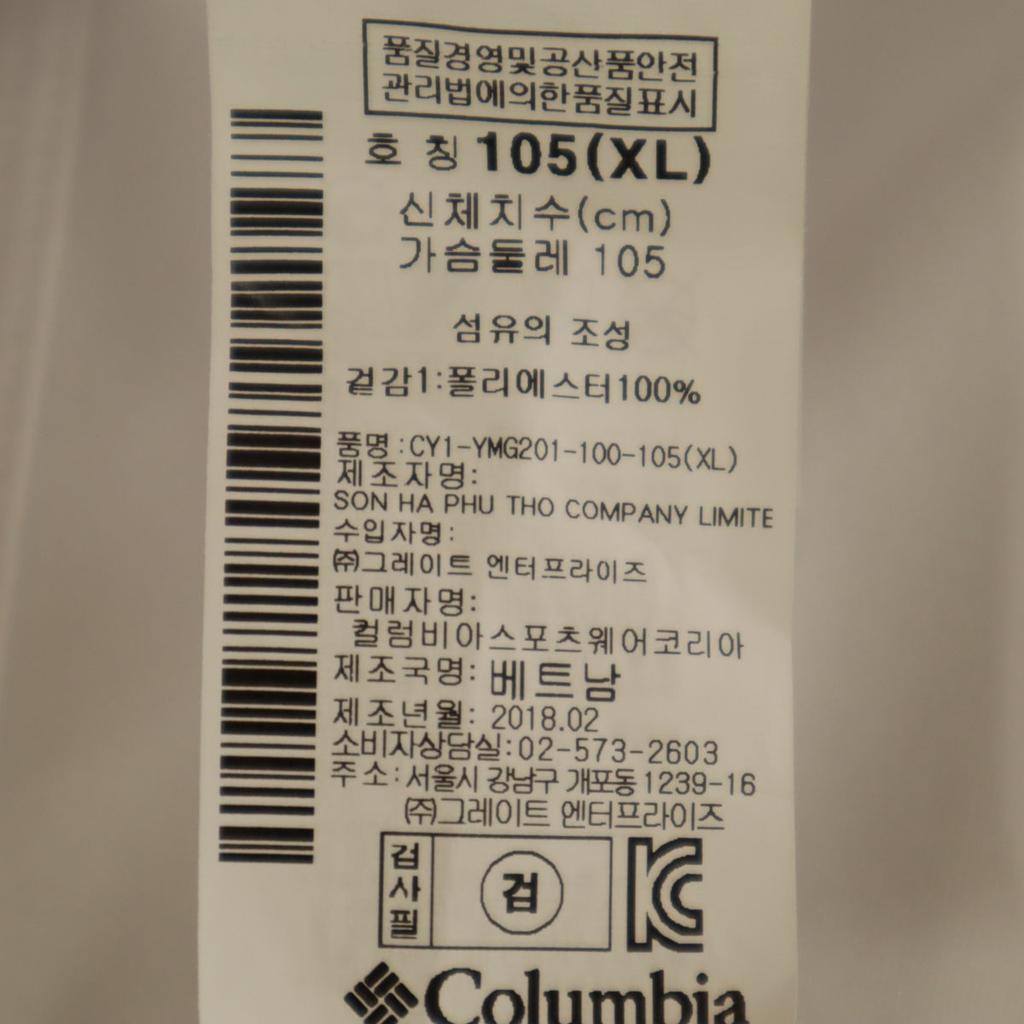 품질경영및공산품안전
관리법에의한품질표시
호 칭 105(XL)
신체치수(cm)
가슴둘레 105
섬유의 조성
겉감1:폴리에스터100%
품명:CY1-YMG201-100-105(XL)
제조자명:
SON HA PHU THO COMPANY LIMITE
수입자명:
㈜그레이트 엔터프라이즈
판매자명:
컬럼비아스포츠웨어코리아
제조국명: 베트남
제조년월: 2018.02
소비자상담실:02-573-2603
주소:서울시 강남구 개포동 1239-16
㈜그레이트 엔터프라이즈
검사필 검 KC
Columbia